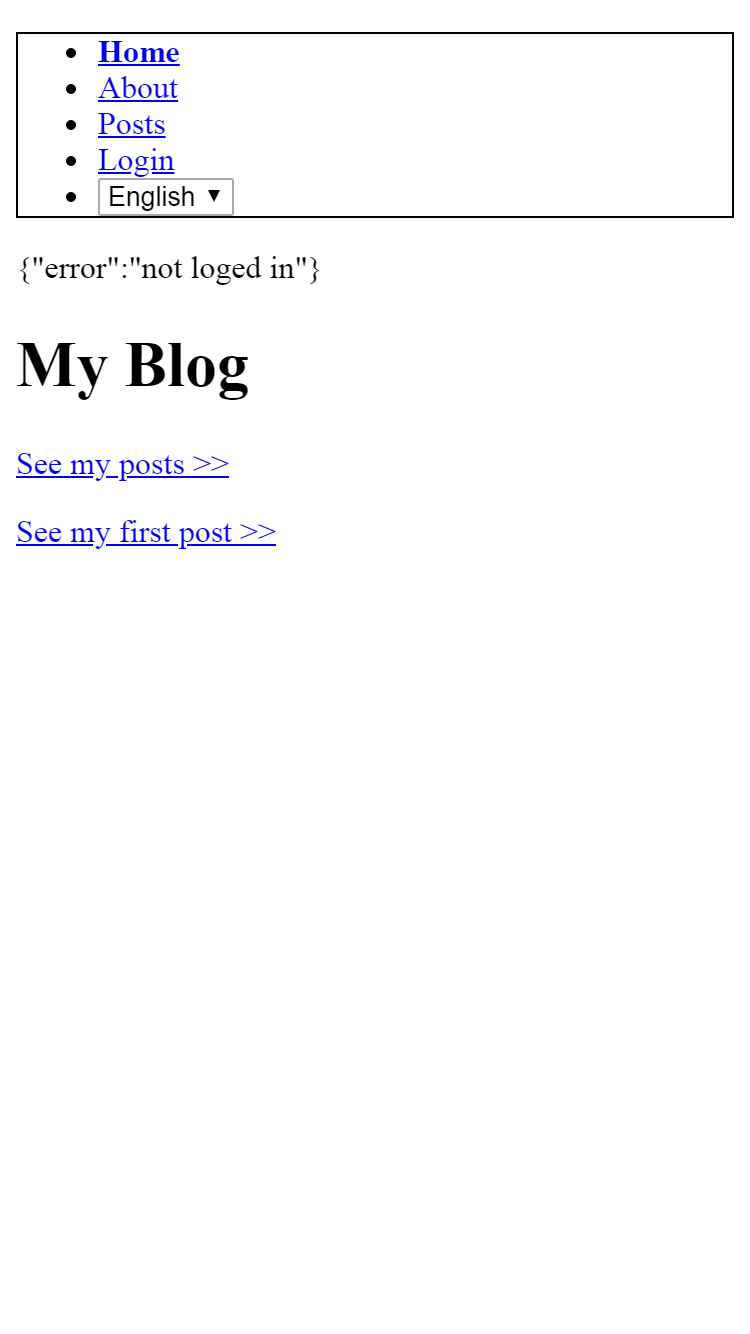 Home
About
Posts
Login
English
{"error":"not loged in"}
My Blog
See my posts >>
See my first post >>